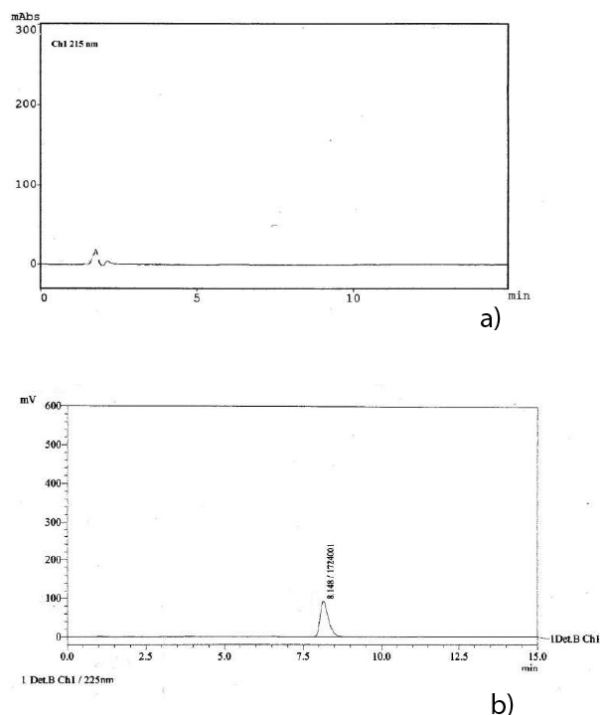 mAbs
300
Ch1 215 nm
200
100
0
0 5 10 min
a)
mV
600
500
400
300
200
100
0
8.148 / 1724001
1Det.B Ch1
0.0 2.5 5.0 7.5 10.0 12.5 15.0
min
1 Det.B Ch1 / 225nm
b)